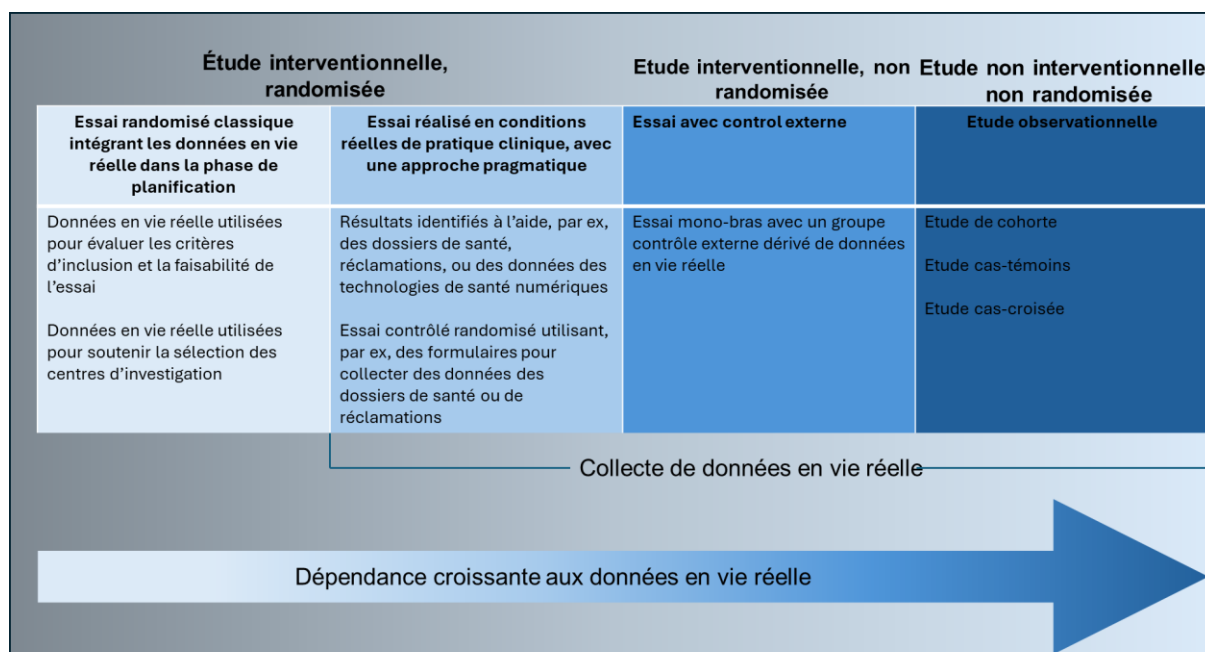 Étude interventionnelle,
randomisée
Etude interventionnelle, non
randomisée
Etude non interventionnelle
non randomisée
Essai randomisé classique
intégrant les données en vie
réelle dans la phase de
planification
Essai réalisé en conditions
réelles de pratique clinique, avec
une approche pragmatique
Essai avec control externe
Etude observationnelle
Données en vie réelle utilisées
pour évaluer les critères
d’inclusion et la faisabilité de
l’essai
Données en vie réelle utilisées
pour soutenir la sélection des
centres d’investigation
Résultats identifiés à l’aide, par ex,
des dossiers de santé,
réclamations, ou des données des
technologies de santé numériques
Essai contrôlé randomisé utilisant,
par ex, des formulaires pour
collecter des données des
dossiers de santé ou de
réclamations
Essai mono-bras avec un groupe
contrôle externe dérivé de données
en vie réelle
Etude de cohorte
Etude cas-témoins
Etude cas-croisée
Collecte de données en vie réelle
Dépendance croissante aux données en vie réelle